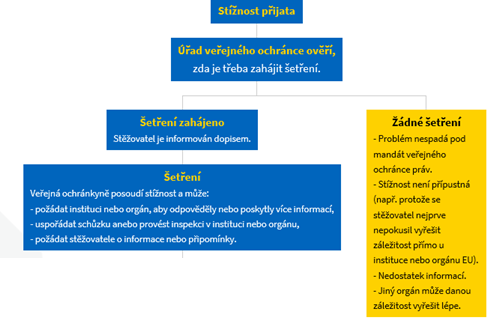 Stížnost přijata
Úřad veřejného ochránce ověří,
zda je třeba zahájit šetření.
Šetření zahájeno
Stěžovatel je informován dopisem.
Šetření
Veřejná ochránkyně posoudí stížnost a může:
- požádat instituci nebo orgán, aby odpověděly nebo poskytly více informací,
- uspořádat schůzku anebo provést inspekci v instituci nebo orgánu,
- požádat stěžovatele o informace nebo připomínky.
Žádné šetření
- Problém nespadá pod
mandát veřejného
ochránce práv.
- Stížnost není přípustná
(např. protože se
stěžovatel nejprve
nepokusil vyřešit
záležitost přímo u
instituce nebo orgánu EU).
- Nedostatek informací.
- Jiný orgán může danou
záležitost vyřešit lépe.